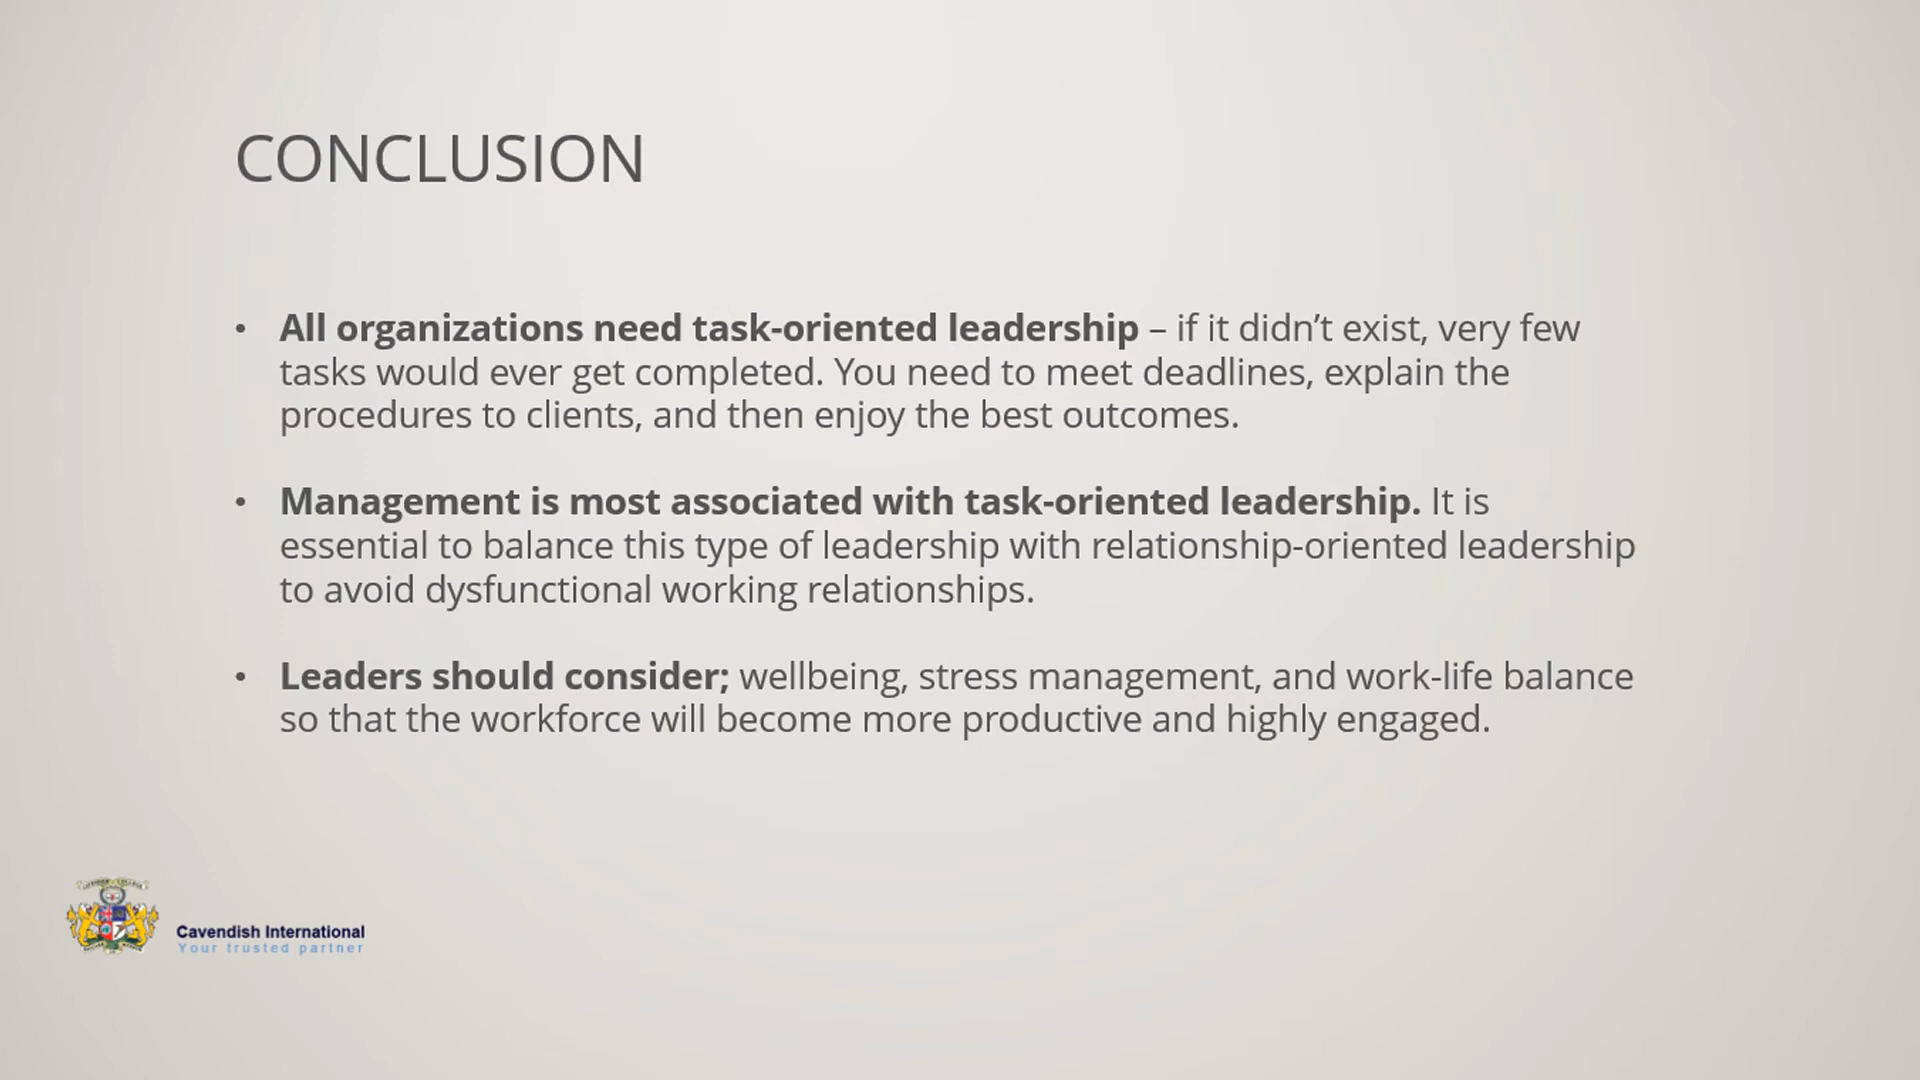 CONCLUSION
• All organizations need task-oriented leadership – if it didn’t exist, very few
tasks would ever get completed. You need to meet deadlines, explain the
procedures to clients, and then enjoy the best outcomes.
• Management is most associated with task-oriented leadership. It is
essential to balance this type of leadership with relationship-oriented leadership
to avoid dysfunctional working relationships.
• Leaders should consider; wellbeing, stress management, and work-life balance
so that the workforce will become more productive and highly engaged.
Cavendish International
Your trusted partner